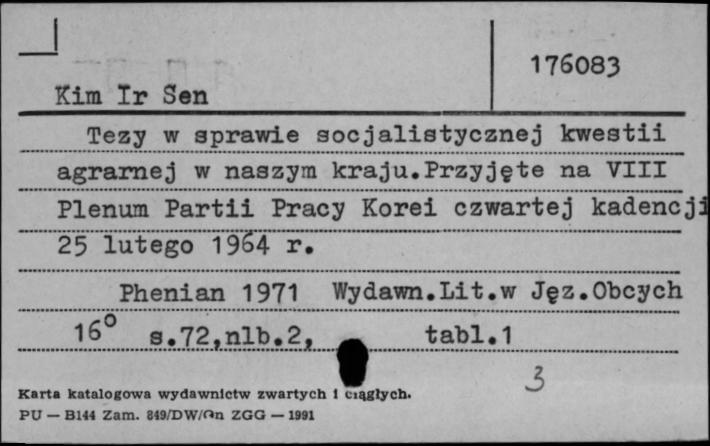 176083
Kim Ir Sen
Tezy w sprawie socjalistycznej kwestii
agrarnej w naszym kraju.Przyjęte na VIII
Plenum Partii Pracy Korei czwartej kadencji
25 lutego 1964 r.
Phenian 1971 Wydawn.Lit.w Jęz.Obcych
16° s.72,nlb.2, tabl.1
3
Karta katalogowa wydawnictw zwartych i ciągłych.
PU — B144 Zam. 849/DW/On ZGG — 1991